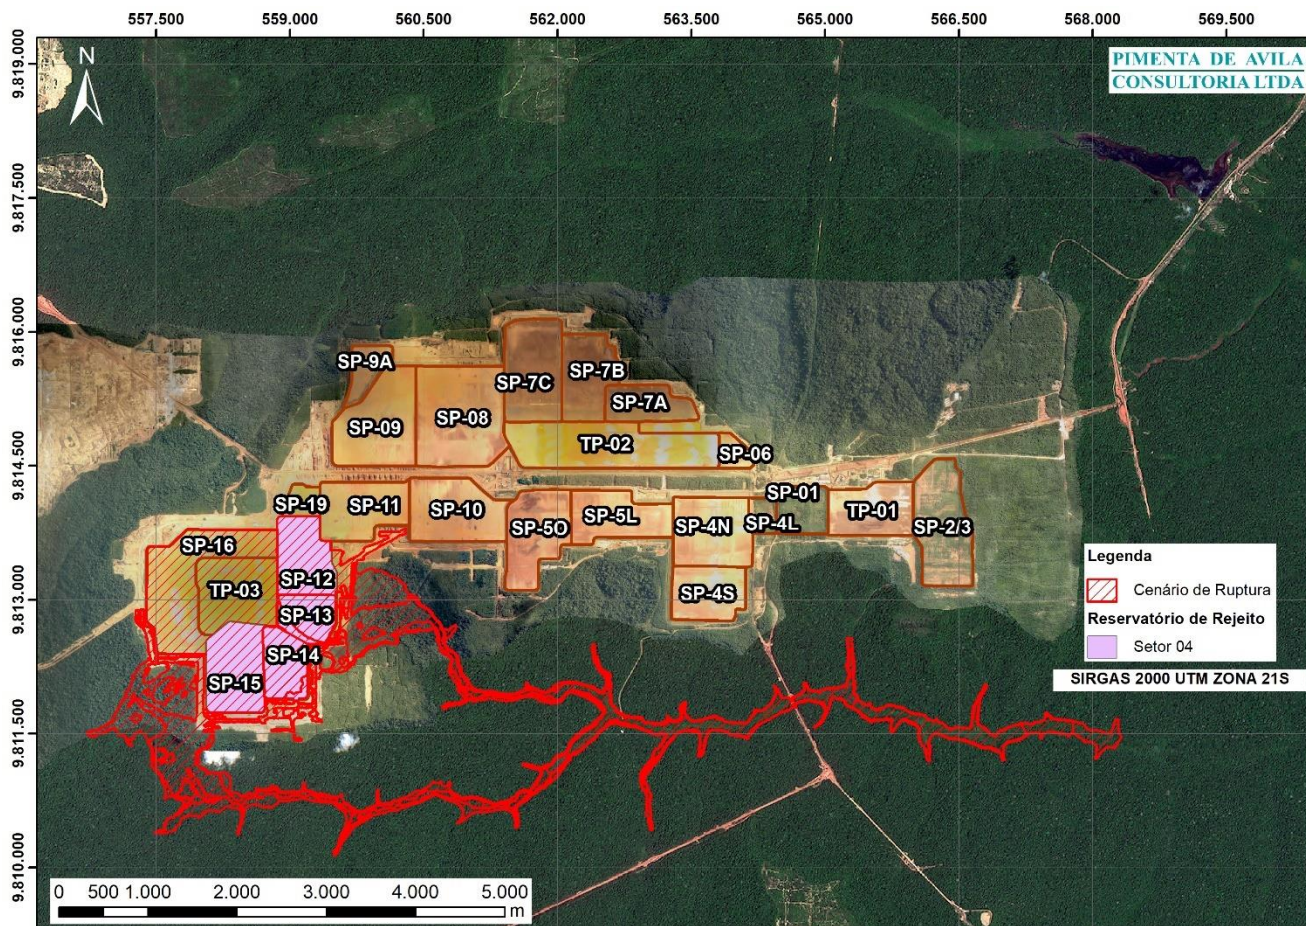 557.500 559.000 560.500 562.000 563.500 565.000 566.500 568.000 569.500
9.819.000
9.817.500
9.816.000
9.814.500
9.813.000
9.811.500
9.810.000
N
PIMENTA DE AVILA
CONSULTORIA LTDA
SP-9A
SP-7C
SP-7B
SP-7A
SP-09
SP-08
TP-02
SP-06
SP-19
SP-11
SP-10
SP-5O
SP-5L
SP-4N
SP-4L
SP-01
TP-01
SP-2/3
SP-16
SP-12
TP-03
SP-13
SP-4S
SP-14
SP-15
Legenda
Cenário de Ruptura
Reservatório de Rejeito
Setor 04
SIRGAS 2000 UTM ZONA 21S
0 500 1.000 2.000 3.000 4.000 5.000
m